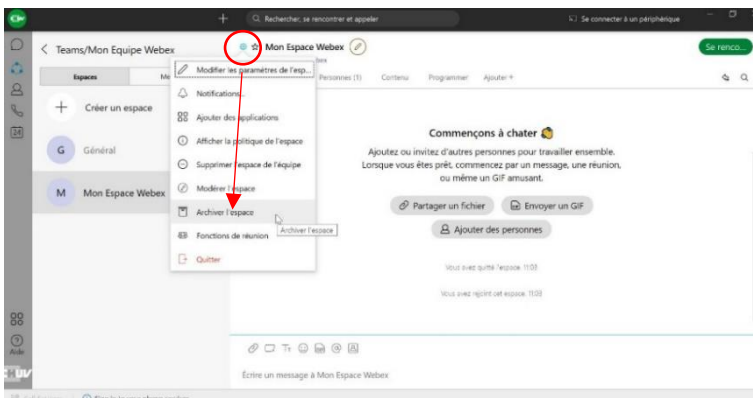 Rechercher, se rencontrer et appeler
Se connecter à un périphérique
Teams/Mon Equipe Webex
Mon Espace Webex
Se renco...
Espaces
Personnes (1)
Contenu
Programmer
Ajouter +
Créer un espace
G
Général
M
Mon Espace Webex
Modifier les paramètres de l'esp...
Notifications...
Ajouter des applications
Afficher la politique de l'espace
Supprimer l'espace de l'équipe
Modérer l'espace
Archiver l'espace
Archiver l'espace
Fonctions de réunion
Quitter
Commençons à chater
Ajoutez ou invitez d'autres personnes pour travailler ensemble.
Lorsque vous êtes prêt, commencez par un message, une réunion,
ou même un GIF amusant.
Partager un fichier
Envoyer un GIF
Ajouter des personnes
Vous avez quitté l'espace. 11:03
Vous avez rejoint cet espace. 11:03
Aide
Écrire un message à Mon Espace Webex